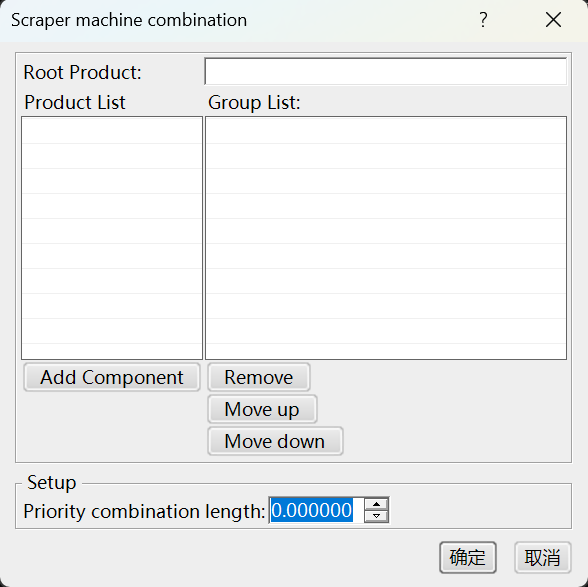 Scraper machine combination
Root Product:
Product List Group List:
Add Component Remove
Move up
Move down
Setup
Priority combination length: 0.000000
确定 取消